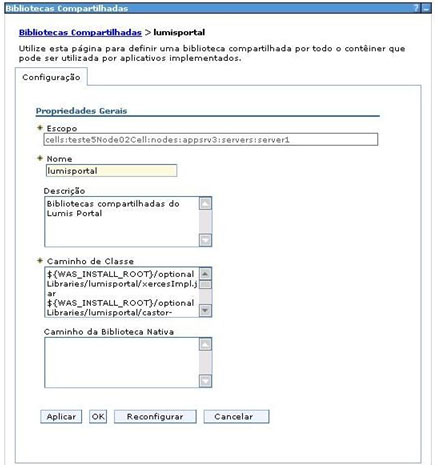 Bibliotecas Compartilhadas
Bibliotecas Compartilhadas > lumisportal
Utilize esta página para definir uma biblioteca compartilhada por todo o contêiner que
pode ser utilizada por aplicativos implementados.
Configuração
Propriedades Gerais
* Escopo
cells:teste5Node02Cell:nodes:appsrv3:servers:server1
* Nome
lumisportal
Descrição
Bibliotecas compartilhadas do
Lumis Portal
* Caminho de Classe
${WAS_INSTALL_ROOT}/optional
Libraries/lumisportal/xercesImpl.j
ar
${WAS_INSTALL_ROOT}/optional
Libraries/lumisportal/castor-
Caminho da Biblioteca Nativa
Aplicar OK Reconfigurar Cancelar